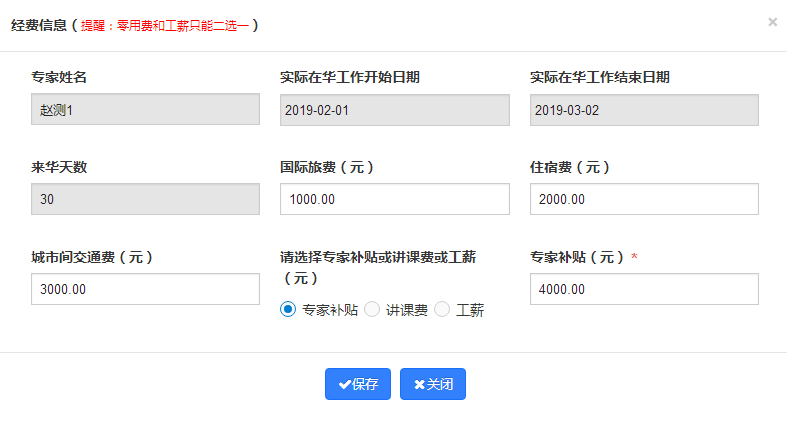 经费信息（提醒：零用费和工薪只能二选一）
×
专家姓名
实际在华工作开始日期
实际在华工作结束日期
赵测1
2019-02-01
2019-03-02
来华天数
国际旅费（元）
住宿费（元）
30
1000.00
2000.00
城市间交通费（元）
请选择专家补贴或讲课费或工薪
（元）
专家补贴（元）*
3000.00
专家补贴 讲课费 工薪
4000.00
保存
关闭